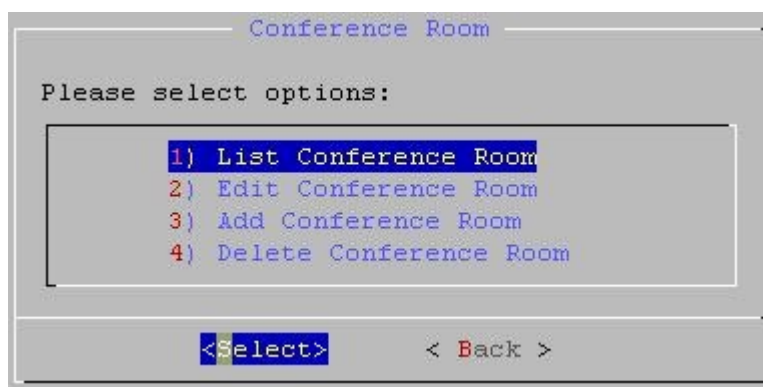 Conference Room
Please select options:
1) List Conference Room
2) Edit Conference Room
3) Add Conference Room
4) Delete Conference Room
<Select> < Back >